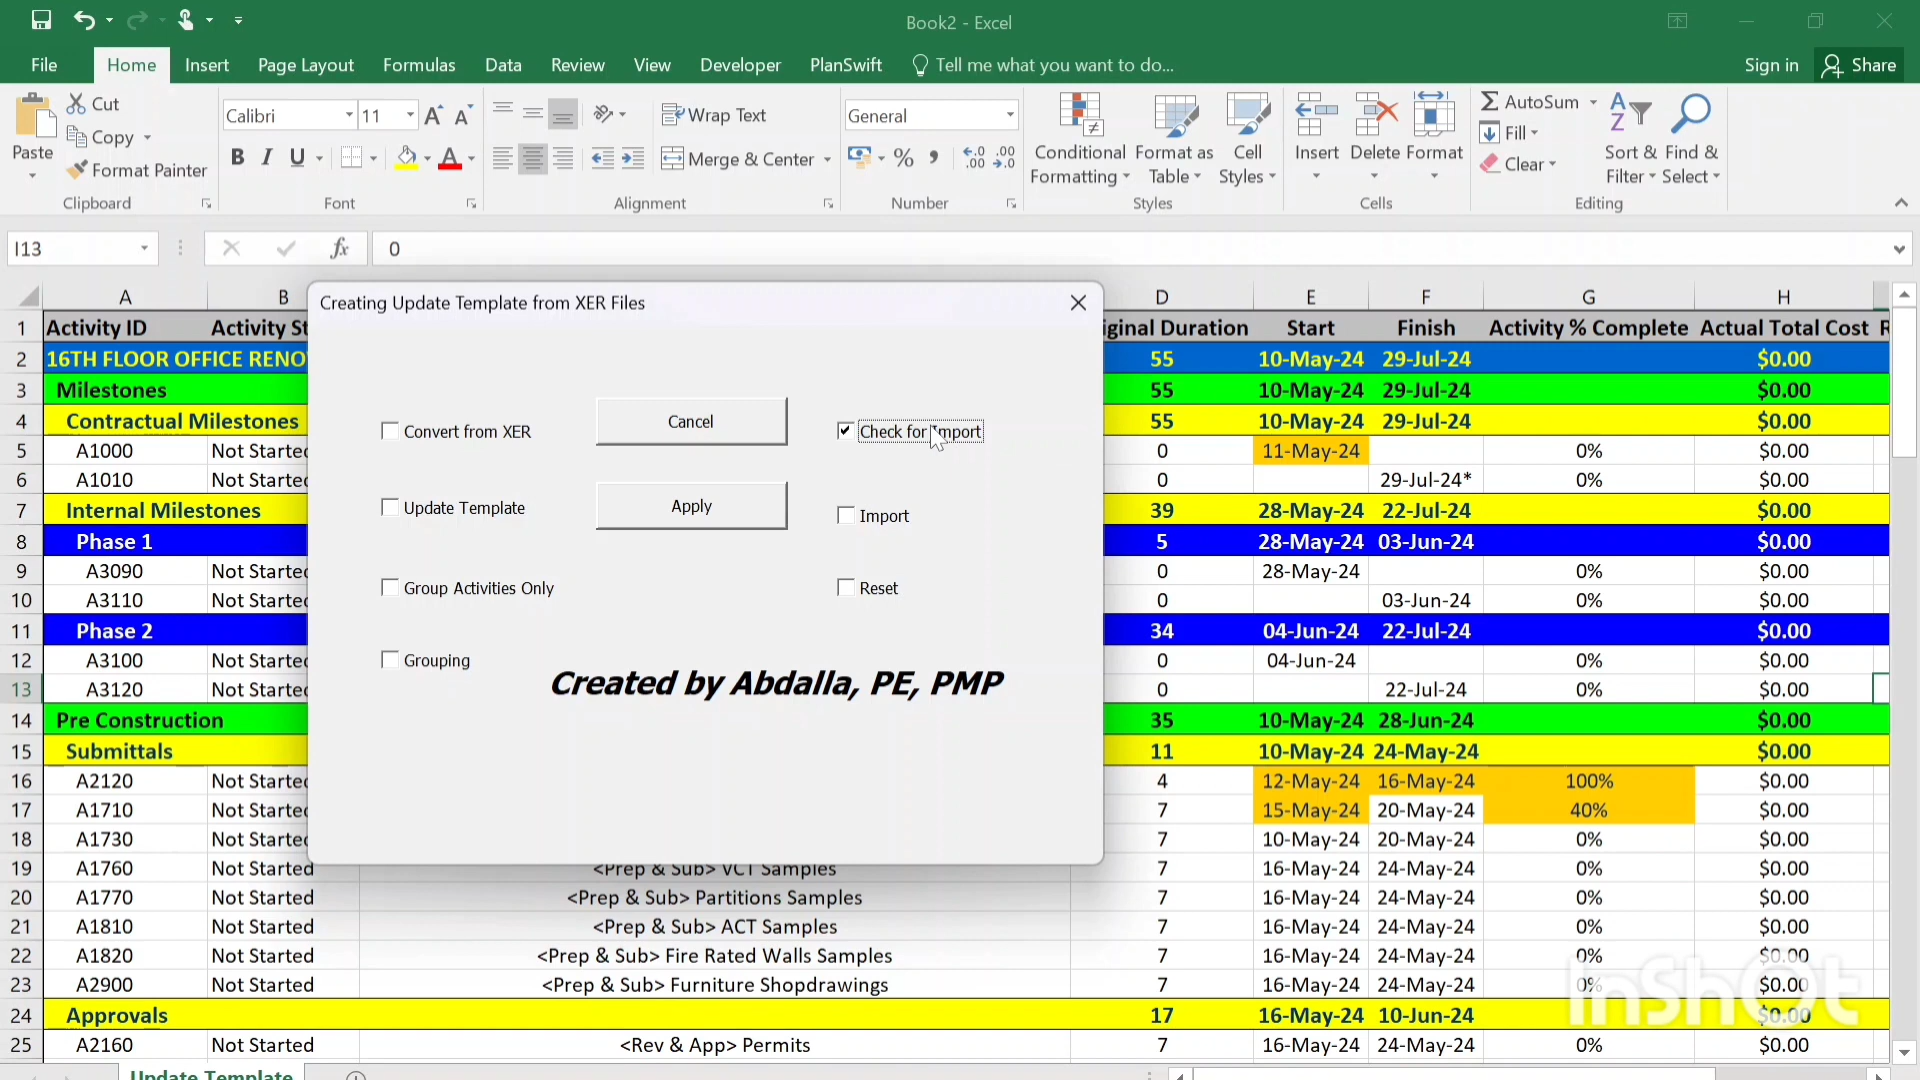 Book2 - Excel
File Home Insert Page Layout Formulas Data Review View Developer PlanSwift Tell me what you want to do... Sign in Share
Paste Cut Copy Format Painter Clipboard
Calibri 11 B I U A Font
Wrap Text Merge & Center Alignment
General % Number
Conditional Formatting Format as Table Cell Styles Styles
Insert Delete Format Cells
AutoSum Fill Clear Sort & Filter Find & Select Editing
I13 fx 0
A B D E F G H
Creating Update Template from XER Files
Convert from XER Cancel Check for Import
Update Template Apply Import
Group Activities Only Reset
Grouping
Created by Abdalla, PE, PMP
1 Activity ID Activity St iginal Duration Start Finish Activity % Complete Actual Total Cost R
2 16TH FLOOR OFFICE RENO 55 10-May-24 29-Jul-24 $0.00
3 Milestones 55 10-May-24 29-Jul-24 $0.00
4 Contractual Milestones 55 10-May-24 29-Jul-24 $0.00
5 A1000 Not Started 0 11-May-24 0% $0.00
6 A1010 Not Started 0 29-Jul-24* 0% $0.00
7 Internal Milestones 39 28-May-24 22-Jul-24 $0.00
8 Phase 1 5 28-May-24 03-Jun-24 $0.00
9 A3090 Not Started 0 28-May-24 0% $0.00
10 A3110 Not Started 0 03-Jun-24 0% $0.00
11 Phase 2 34 04-Jun-24 22-Jul-24 $0.00
12 A3100 Not Started 0 04-Jun-24 0% $0.00
13 A3120 Not Started 0 22-Jul-24 0% $0.00
14 Pre Construction 35 10-May-24 28-Jun-24 $0.00
15 Submittals 11 10-May-24 24-May-24 $0.00
16 A2120 Not Started 4 12-May-24 16-May-24 100% $0.00
17 A1710 Not Started 7 15-May-24 20-May-24 40% $0.00
18 A1730 Not Started 7 10-May-24 20-May-24 0% $0.00
19 A1760 Not Started <Prep & Sub> VCT Samples 7 16-May-24 24-May-24 0% $0.00
20 A1770 Not Started <Prep & Sub> Partitions Samples 7 16-May-24 24-May-24 0% $0.00
21 A1810 Not Started <Prep & Sub> ACT Samples 7 16-May-24 24-May-24 0% $0.00
22 A1820 Not Started <Prep & Sub> Fire Rated Walls Samples 7 16-May-24 24-May-24 0% $0.00
23 A2900 Not Started <Prep & Sub> Furniture Shopdrawings 7 16-May-24 24-May-24 0% $0.00
24 Approvals 17 16-May-24 10-Jun-24 $0.00
25 A2160 Not Started <Rev & App> Permits 7 16-May-24 24-May-24 0% $0.00
Update Template
InShOt